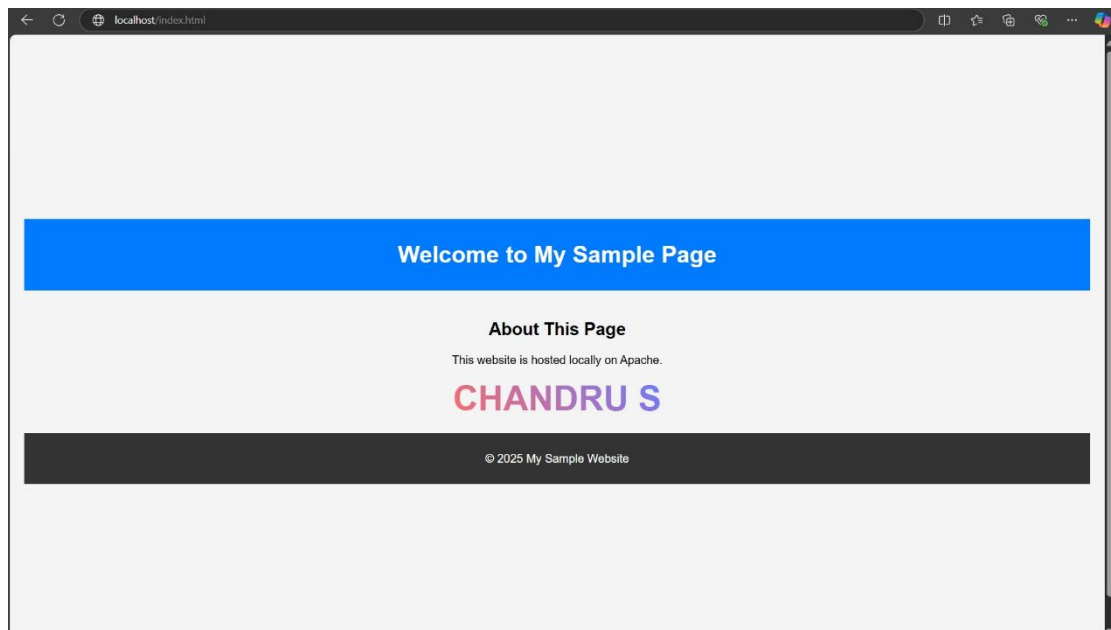 localhost/index.html
Welcome to My Sample Page
About This Page
This website is hosted locally on Apache.
CHANDRU S
© 2025 My Sample Website